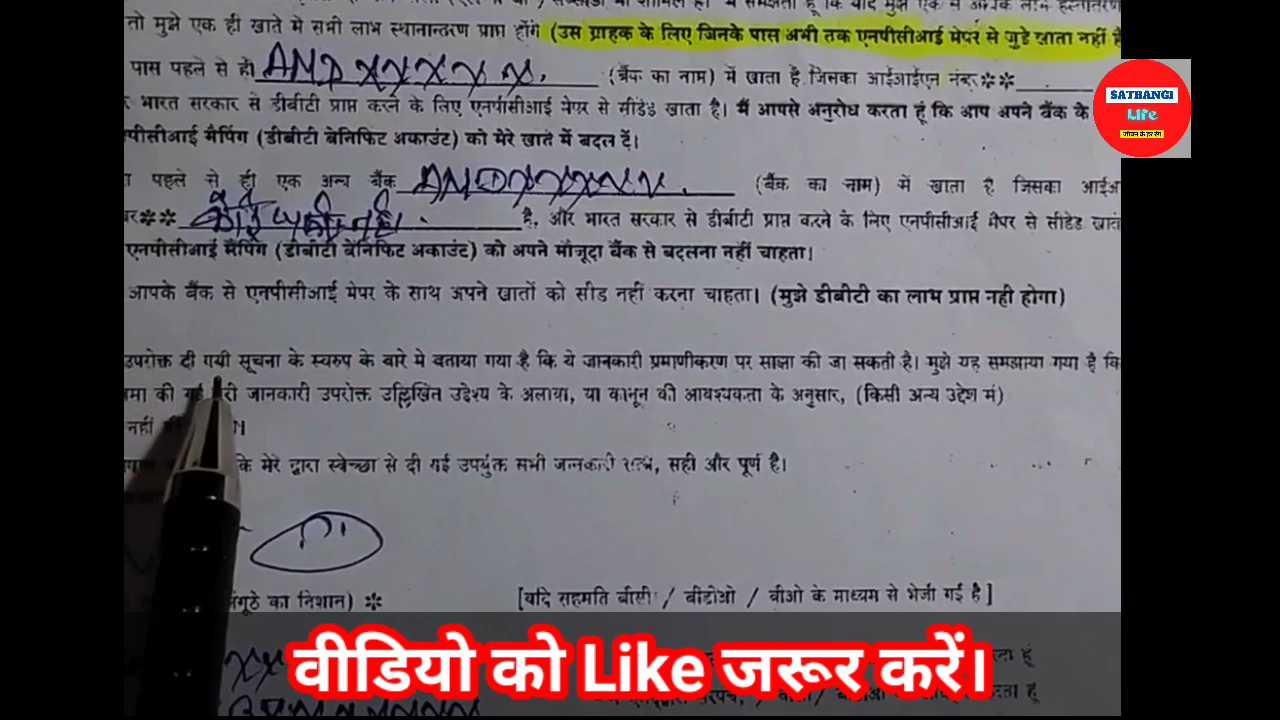 तो मुझे एक ही खाते में सभी लाभ स्थानान्तरण प्राप्त होंगे (उस ग्राहक के लिए जिनके पास अभी तक एनपीसीआई मेपर से जुडे खाता नहीं है
पास पहले से ही (बैंक का नाम) में खाता है जिसका आईआईएन नंबर**
भारत सरकार से डीबीटी प्राप्त करने के लिए एनपीसीआई मेपर से सीडेड खाता है। मैं आपसे अनुरोध करता हूं कि आप अपने बैंक के
मैपिंग (डीबीटी बेनिफिट अकाउंट) को मेरे खाते में बदल दें।
पहले से ही एक अन्य बैंक (बैंक का नाम) में खाता है जिसका
** कोई भी नही। है, और भारत सरकार से डीबीटी प्राप्त करने के लिए एनपीसीआई मैपर से सीडेड
एनपीसीआई मैपिंग (डीबीटी बेनिफिट अकाउंट) को अपने मौजूदा बैंक से बदलना नहीं चाहता।
आपके बैंक से एनपीसीआई मेपर के साथ अपने खातों को सीड नहीं करना चाहता। (मुझे डीबीटी का लाभ प्राप्त नही होगा)
उपरोक्त दी गयी सूचना के स्वरुप के बारे मे बताया गया है कि ये जानकारी प्रमाणीकरण पर साझा की जा सकती है। मुझे यह समझाया गया है कि
की गई जानकारी उपरोक्त उल्लिखित उद्देश्य के अलावा, या कानून की आवश्यकता के अनुसार, (किसी अन्य उद्देश में)
नहीं
कि मेरे द्वारा स्वेच्छा से दी गई उपर्युक्त सभी जानकारी सत्य, सही और पूर्ण है।
का निशान) * [यदि सहमति बीसी / बीडीओ / वीओ के माध्यम से भेजी गई है]
SATRANGI
Life
जीवन के हर रंग
वीडियो को Like जरूर करें।